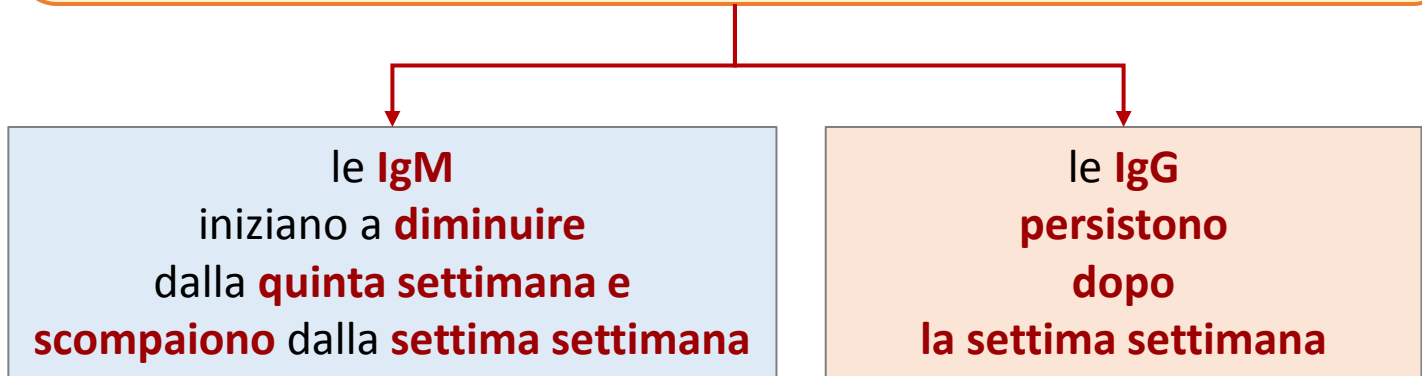 le IgM
iniziano a diminuire
dalla quinta settimana e
scompaiono dalla settima settimana
le IgG
persistono
dopo
la settima settimana